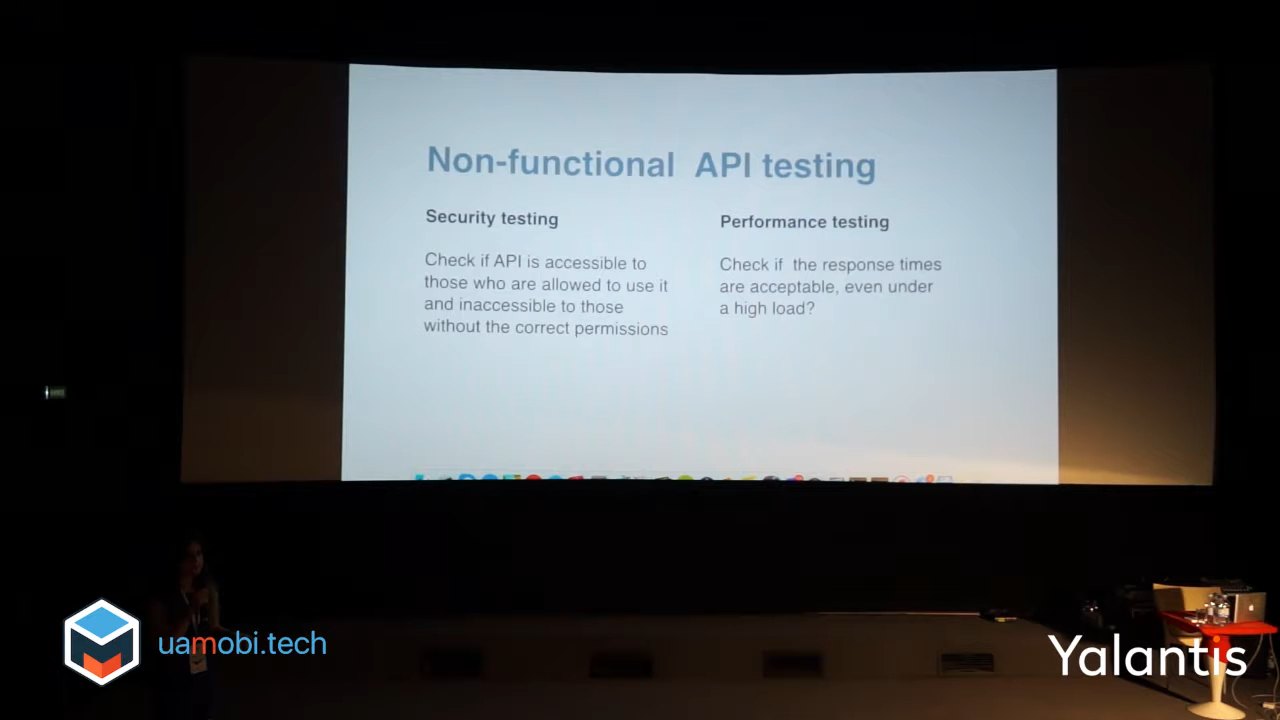 Non-functional API testing
Security testing
Check if API is accessible to
those who are allowed to use it
and inaccessible to those
without the correct permissions
Performance testing
Check if the response times
are acceptable, even under
a high load?
uamobi.tech
Yalantis